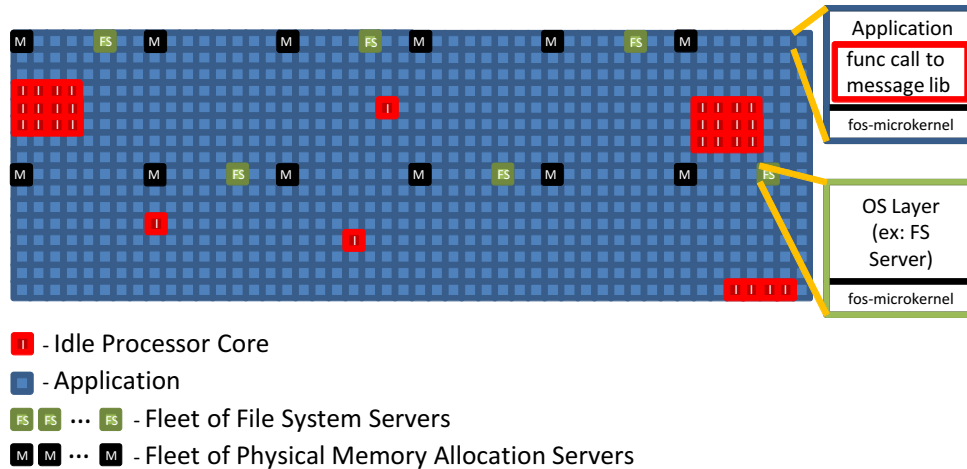 M FS M M FS M M FS M
I I I I
I I I I
I I I I
I
I I I I
I I I I
I I I I
M M FS M M FS M M FS
I
I
I I I I
Application
func call to
message lib
fos-microkernel
OS Layer
(ex: FS
Server)
fos-microkernel
I - Idle Processor Core
- Application
FS FS ... FS - Fleet of File System Servers
M M ... M - Fleet of Physical Memory Allocation Servers